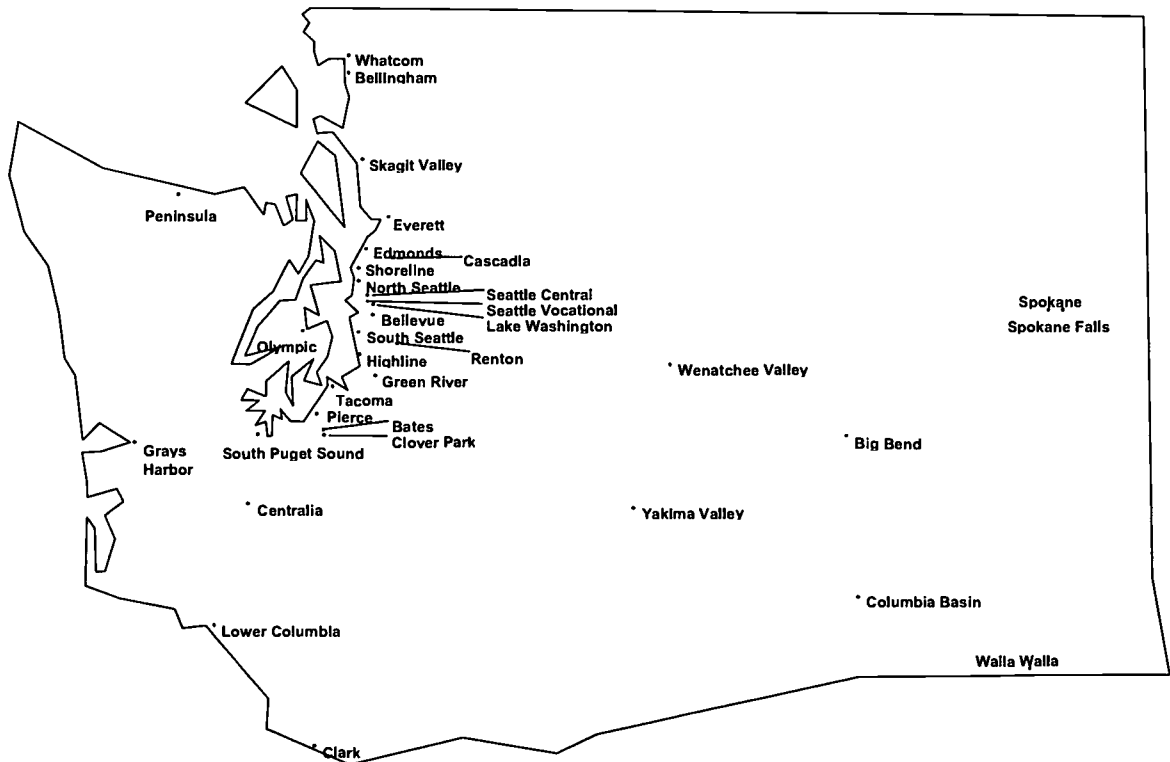 Whatcom
Bellingham
Skagit Valley
Peninsula
Everett
Edmonds
Cascadia
Shoreline
North Seattle
Seattle Central
Seattle Vocational
Lake Washington
Bellevue
Spokane
Spokane Falls
South Seattle
Olympic
Renton
Highline
Green River
Wenatchee Valley
Tacoma
Pierce
Bates
Clover Park
Grays
Harbor
South Puget Sound
Big Bend
Centralia
Yakima Valley
Columbia Basin
Lower Columbia
Walla Walla
Clark